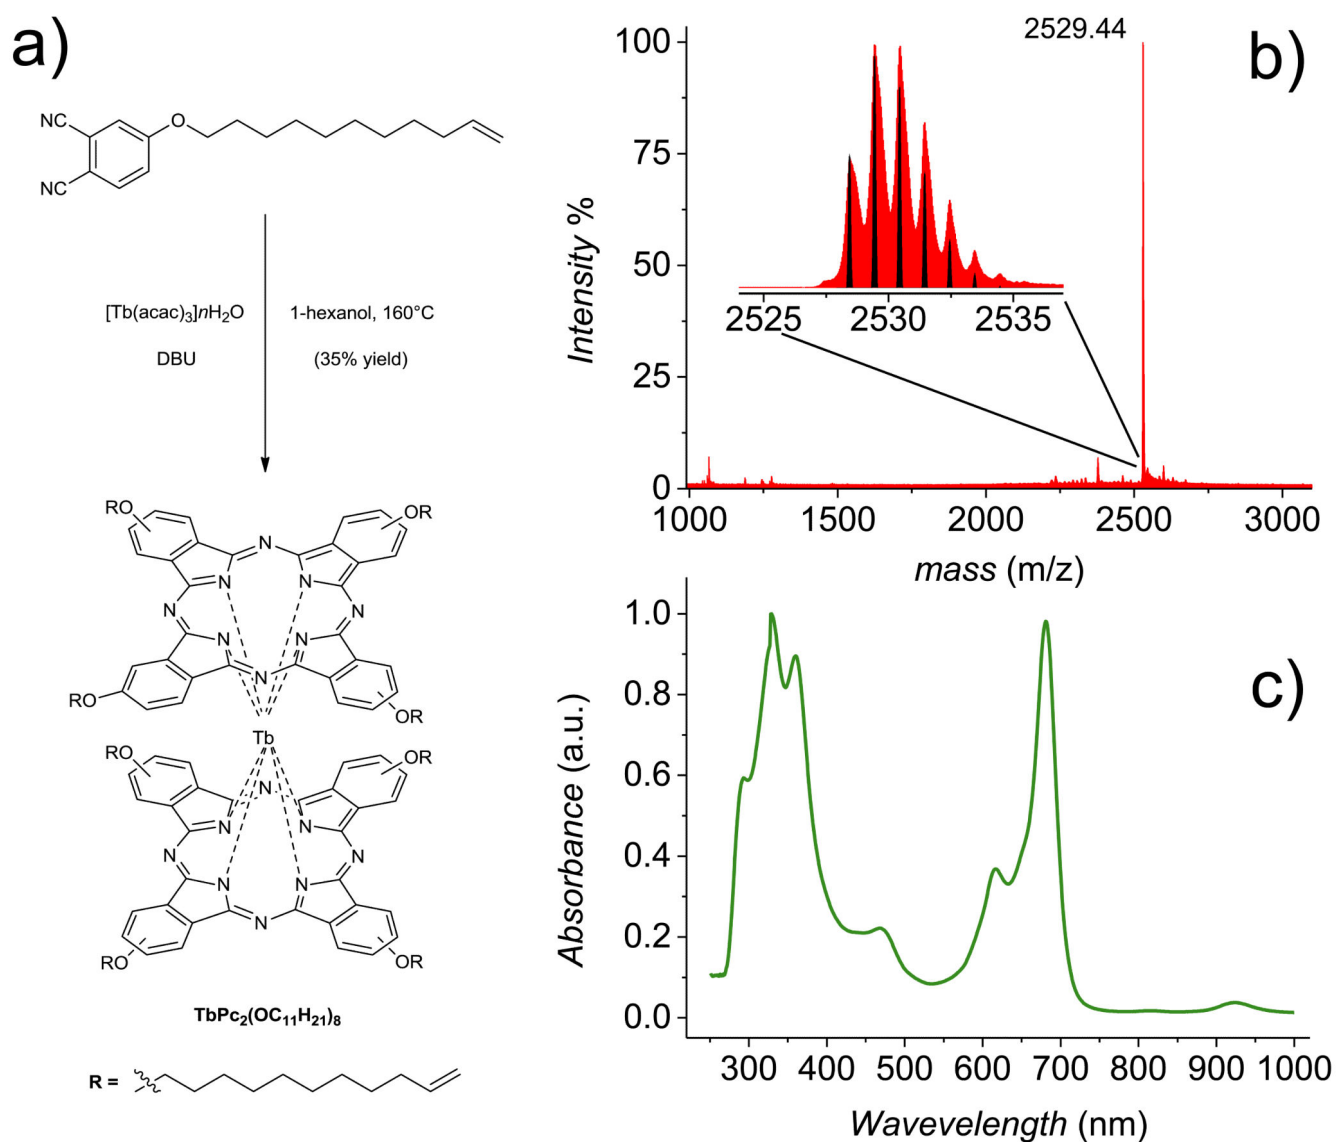 a)
NC
O
NC
[Tb(acac)₃]nH₂O
1-hexanol, 160°C
DBU
(35% yield)
RO
OR
N
N
N
N
N
N
N
N
RO
OR
Tb
RO
OR
N
N
N
N
N
N
N
N
RO
OR
TbPc₂(OC₁₁H₂₁)₈
R =
b)
2529.44
100
75
50
25
0
Intensity %
2525
2530
2535
1000
1500
2000
2500
3000
mass (m/z)
c)
1.0
0.8
0.6
0.4
0.2
0.0
Absorbance (a.u.)
300
400
500
600
700
800
900
1000
Wavevelength (nm)